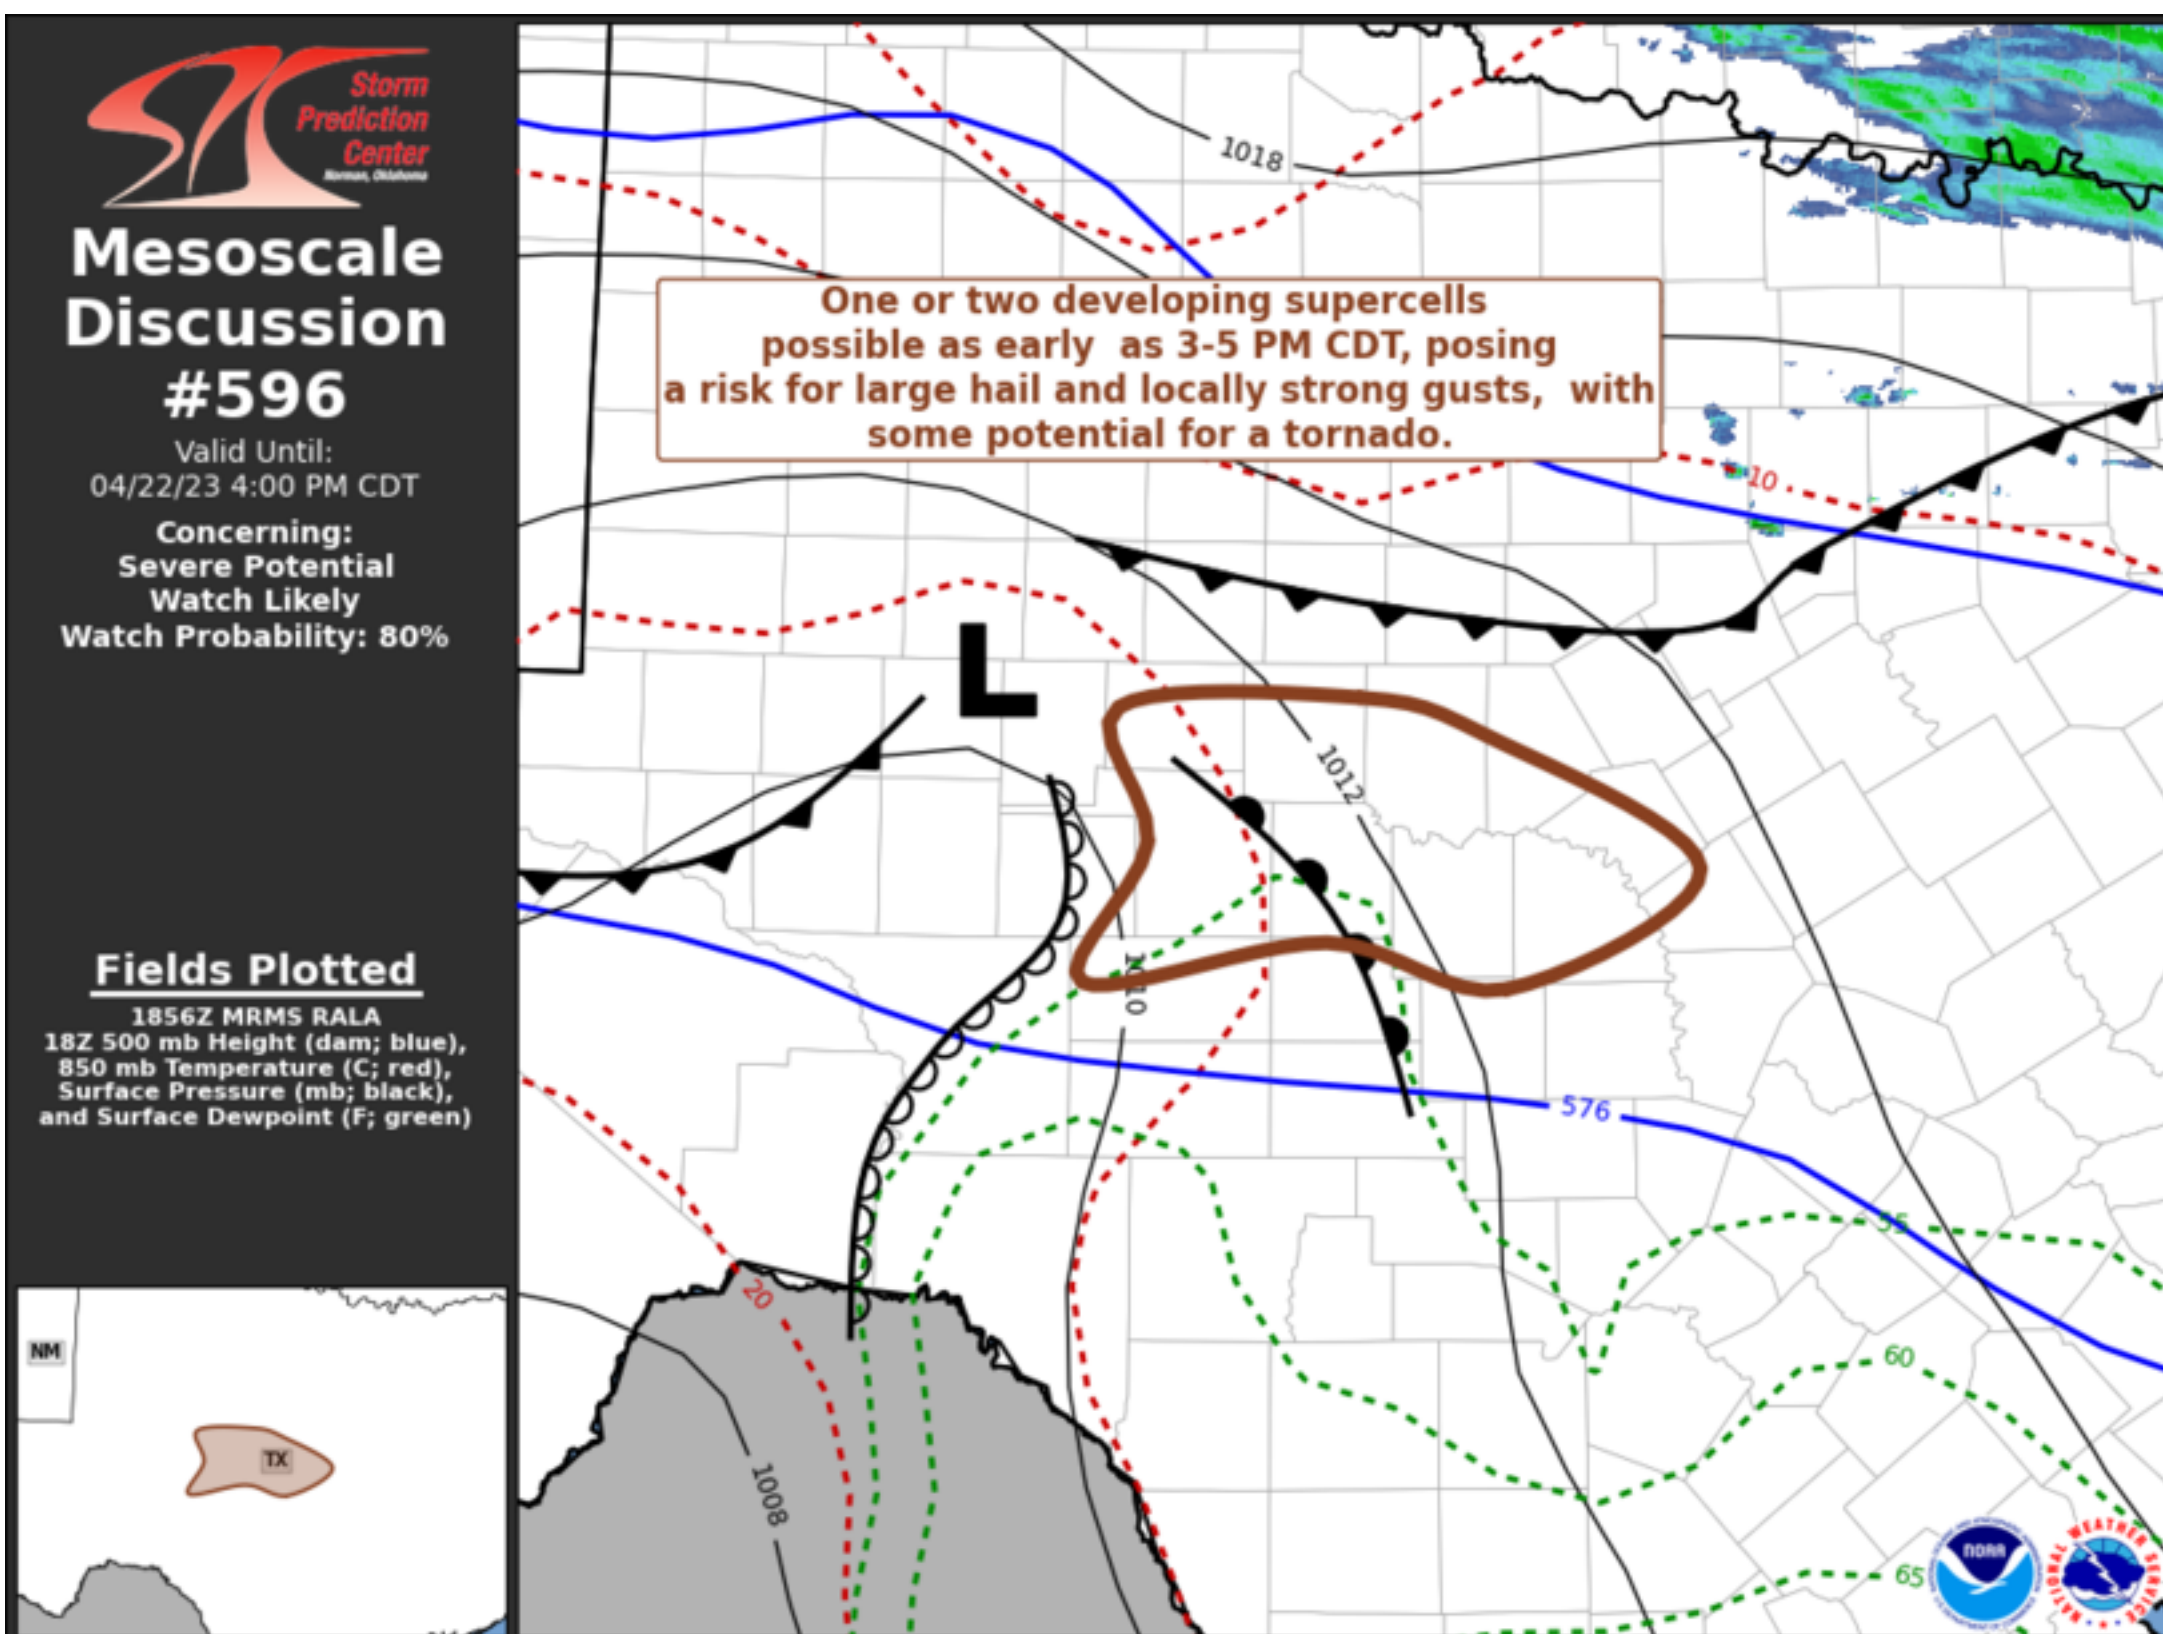 Storm
Prediction
Center
Norman, Oklahoma
Mesoscale
Discussion
#596
Valid Until:
04/22/23 4:00 PM CDT
Concerning:
Severe Potential
Watch Likely
Watch Probability: 80%
Fields Plotted
1856Z MRMS RALA
18Z 500 mb Height (dam; blue),
850 mb Temperature (C; red),
Surface Pressure (mb; black),
and Surface Dewpoint (F; green)
NM
TX
1018
One or two developing supercells
possible as early as 3-5 PM CDT, posing
a risk for large hail and locally strong gusts, with
some potential for a tornado.
10
L
1012
1010
576
55
20
60
1008
65
NOAA
NATIONAL WEATHER SERVICE